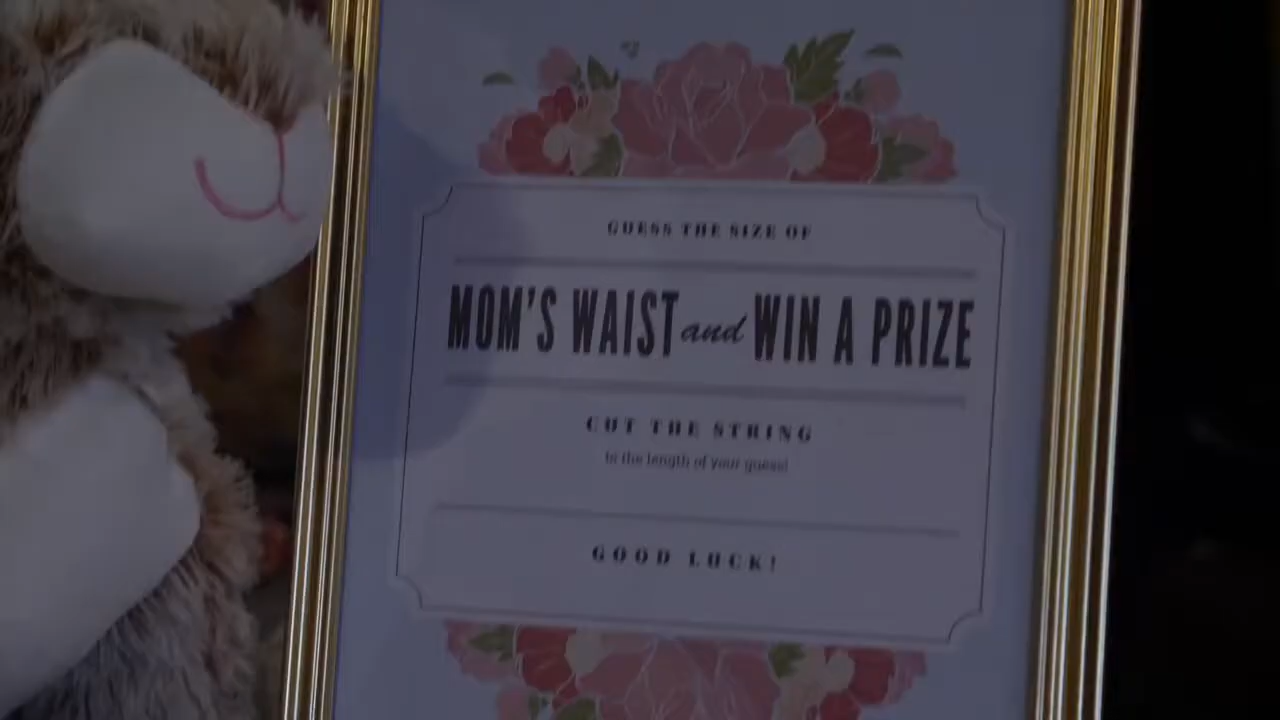 GUESS THE SIZE OF
MOM'S WAIST and WIN A PRIZE
CUT THE STRING
to the length of your guess!
GOOD LUCK!